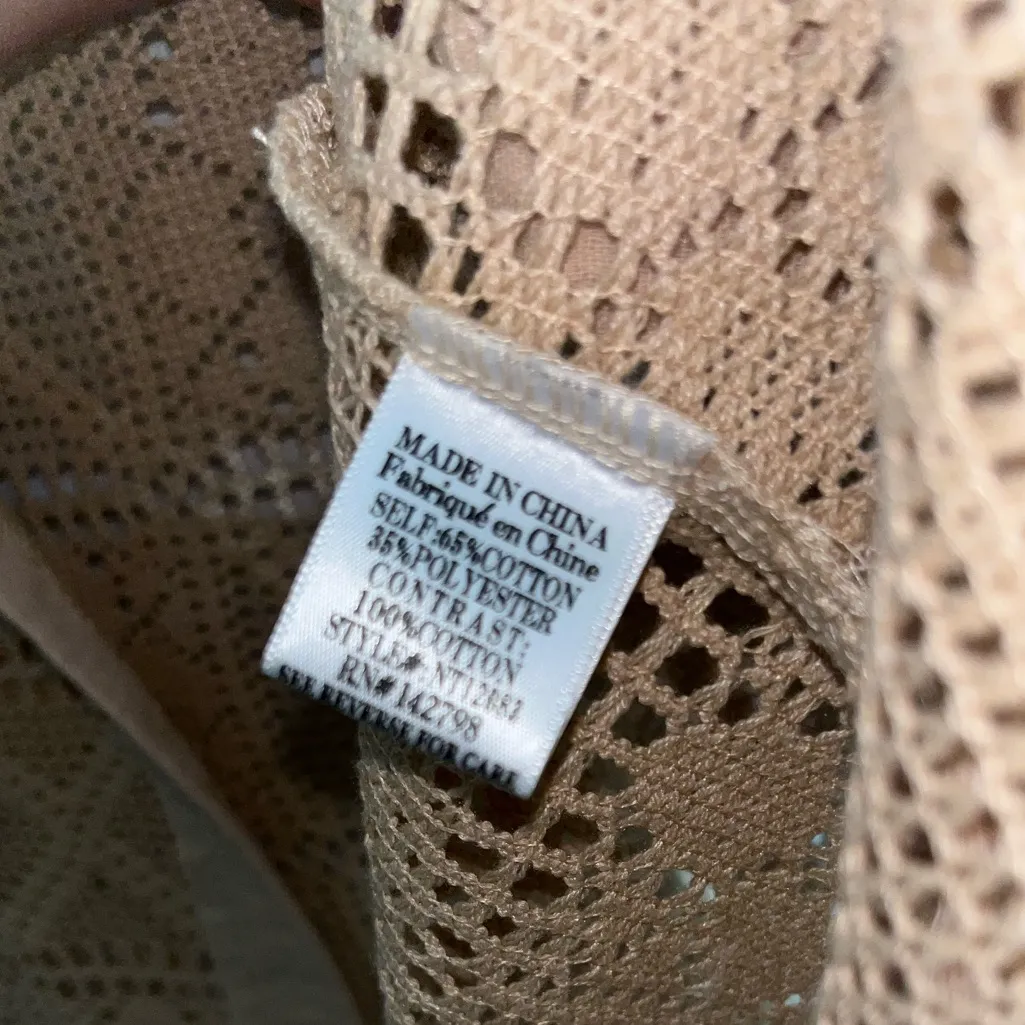 MADE IN CHINA
Fabriqué en Chine
SELF:65%COTTON
35%POLYESTER
CONTRAST:
100%COTTON
STYLE#
RN#142798
SEE REVERSE FOR CARE